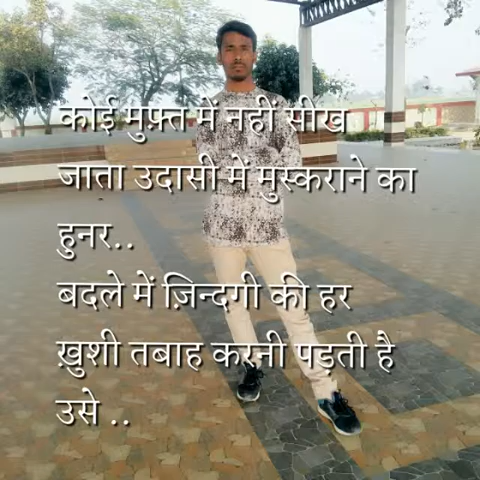 कोई मुफ़्त में नहीं सीख
जाता उदासी में मुस्कराने का
हुनर..
बदले में ज़िन्दगी की हर
ख़ुशी तबाह करनी पड़ती है
उसे ..